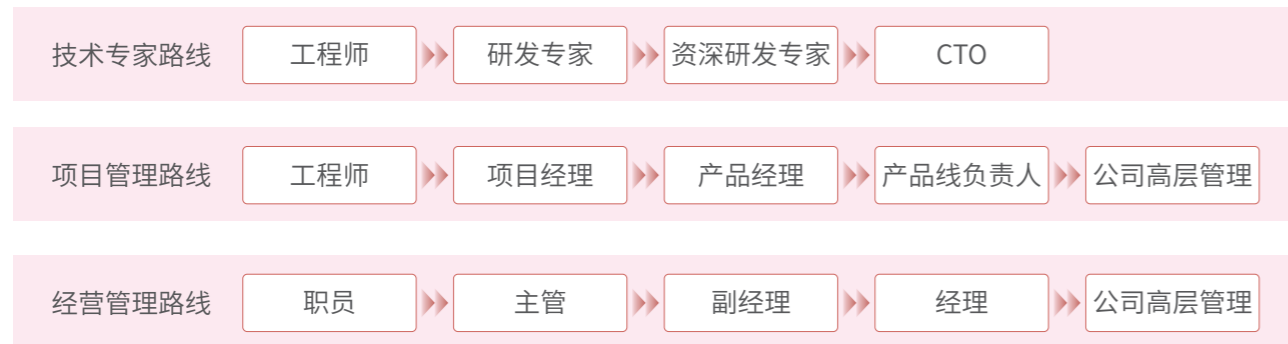 技术专家路线 工程师 研发专家 资深研发专家 CTO
项目管理路线 工程师 项目经理 产品经理 产品线负责人 公司高层管理
经营管理路线 职员 主管 副经理 经理 公司高层管理